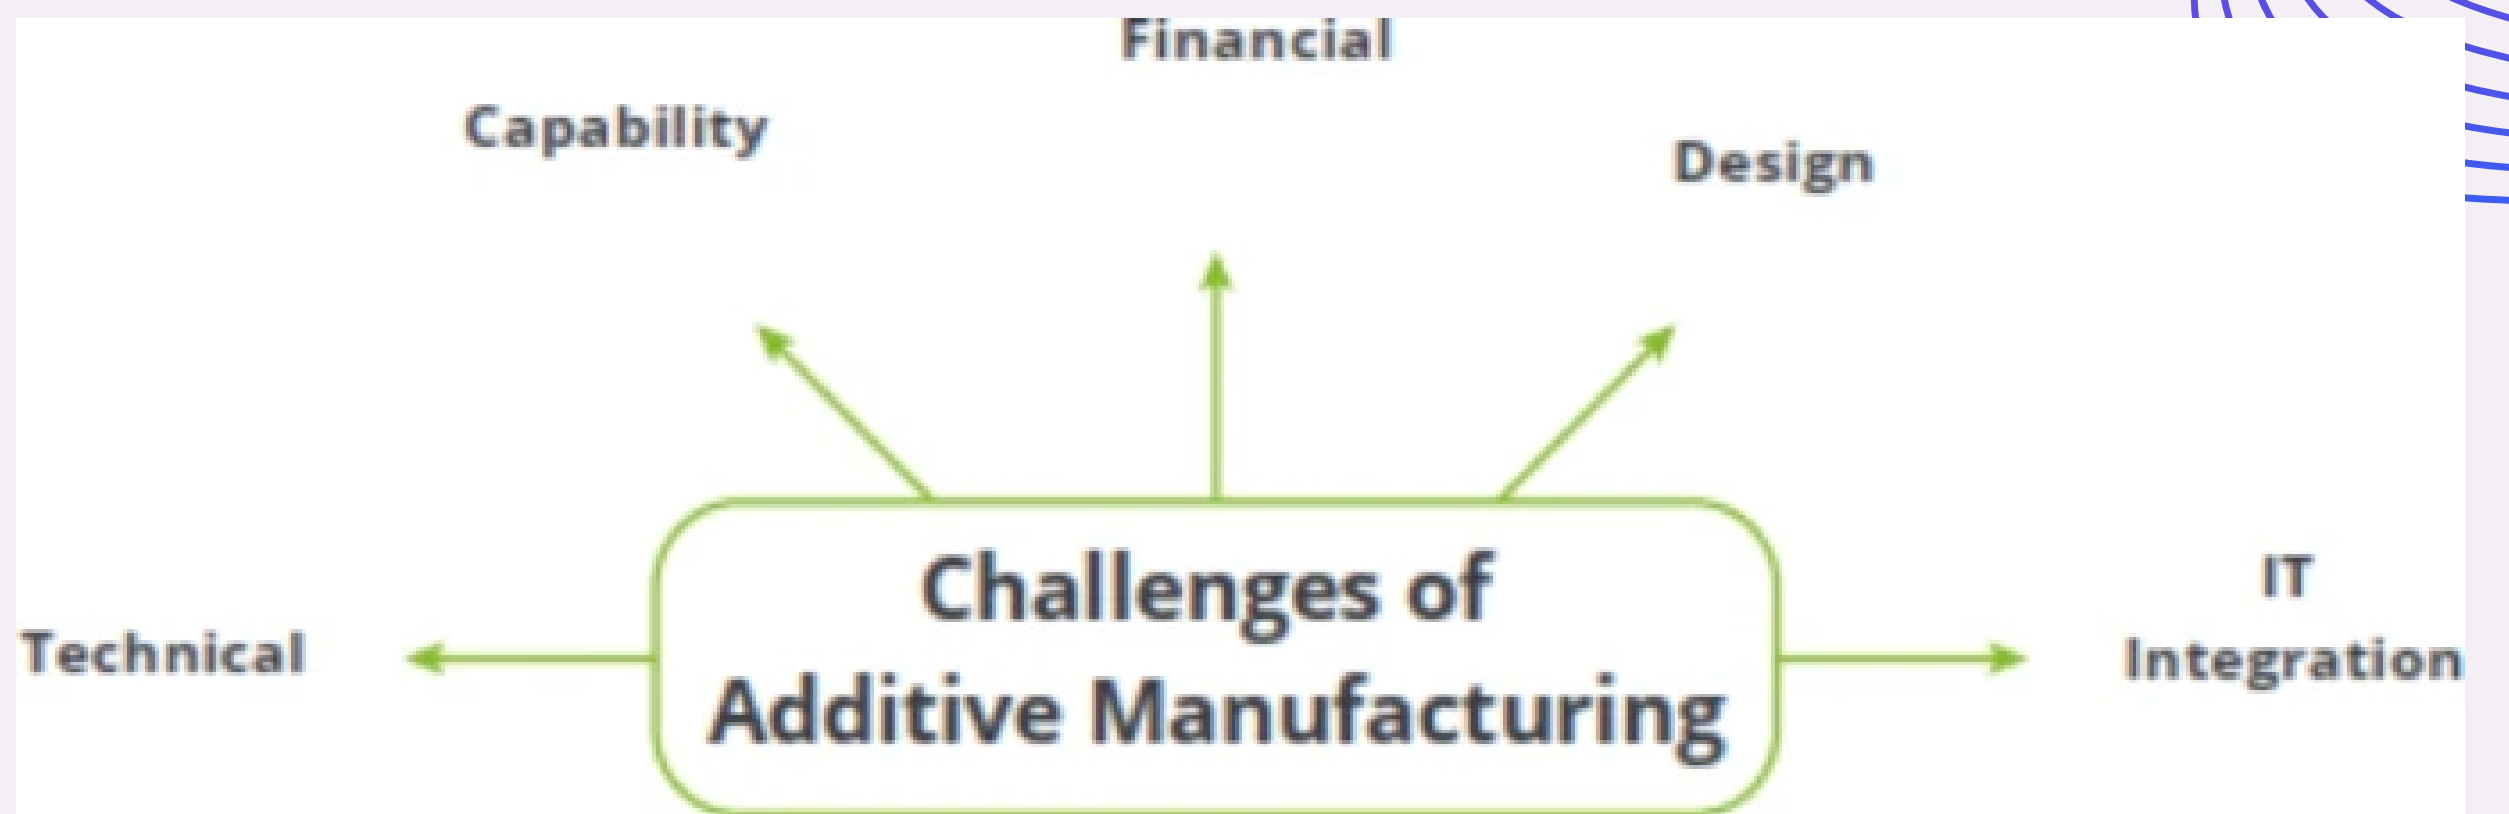 Financial
Capability
Design
Challenges of
Additive Manufacturing
Technical
IT
Integration